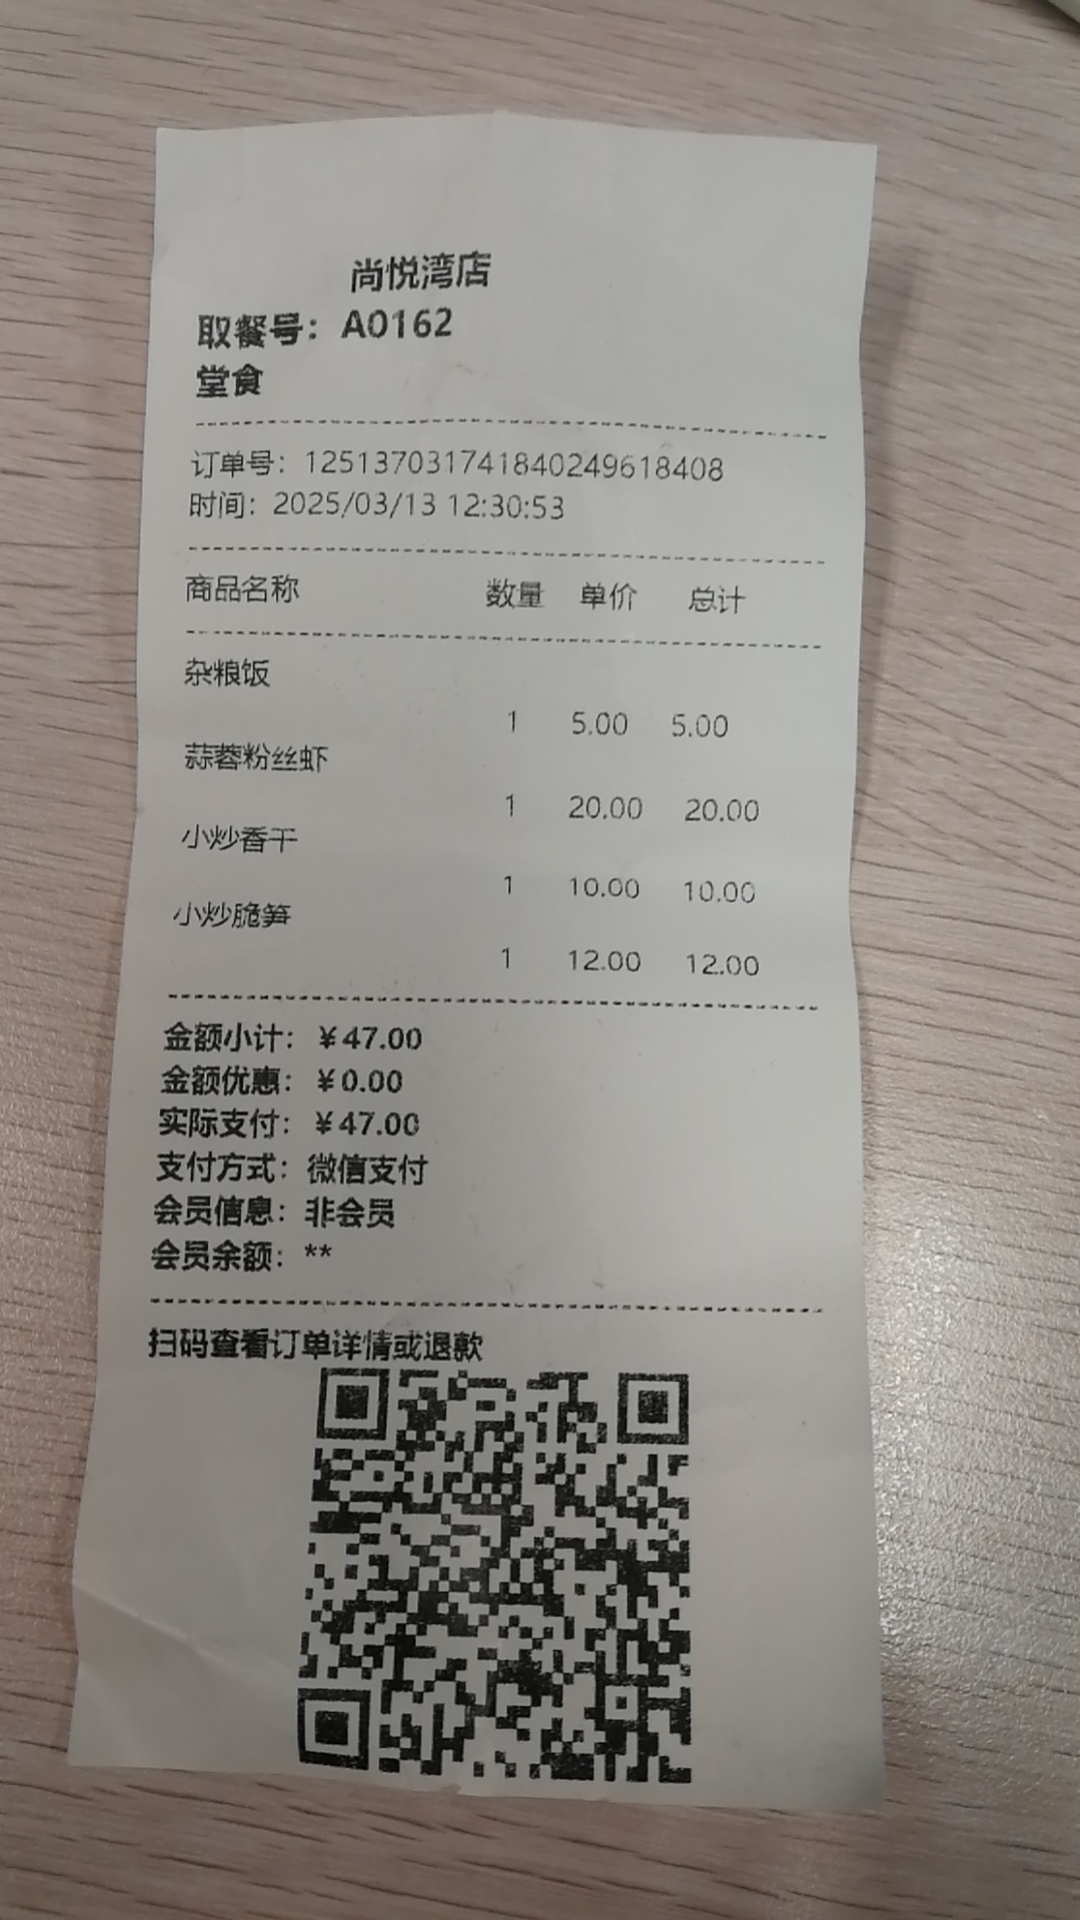 尚悦湾店
取餐号：A0162
堂食
订单号：125137031741840249618408
时间：2025/03/13 12:30:53
商品名称 数量 单价 总计
杂粮饭
1 5.00 5.00
蒜蓉粉丝虾
1 20.00 20.00
小炒香干
1 10.00 10.00
小炒脆笋
1 12.00 12.00
金额小计：￥47.00
金额优惠：￥0.00
实际支付：￥47.00
支付方式：微信支付
会员信息：非会员
会员余额：**
扫码查看订单详情或退款